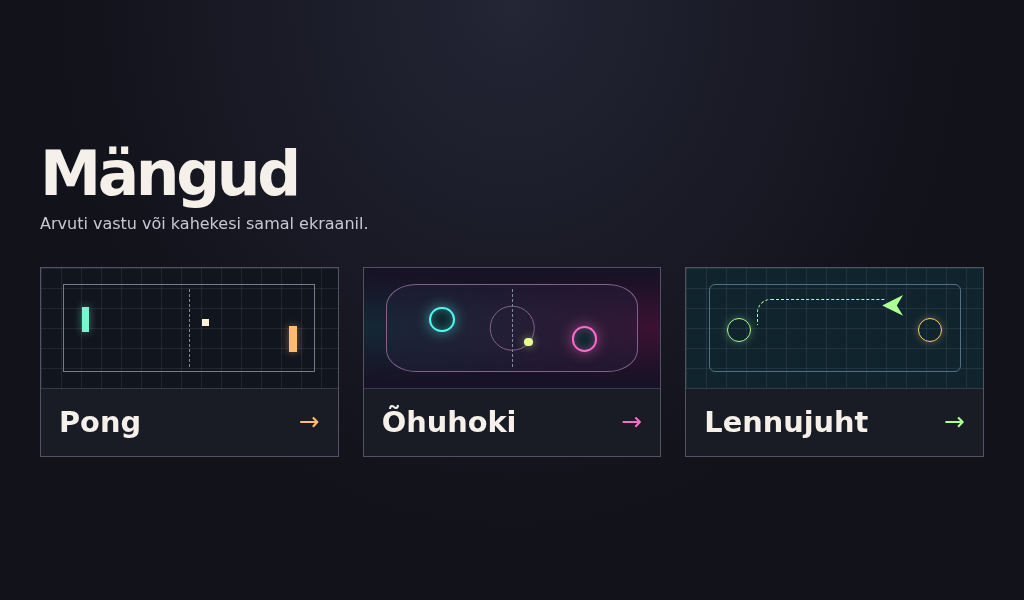 Mängud
Arvuti vastu või kahekesi samal ekraanil.
Pong →
Õhuhoki →
Lennujuht →